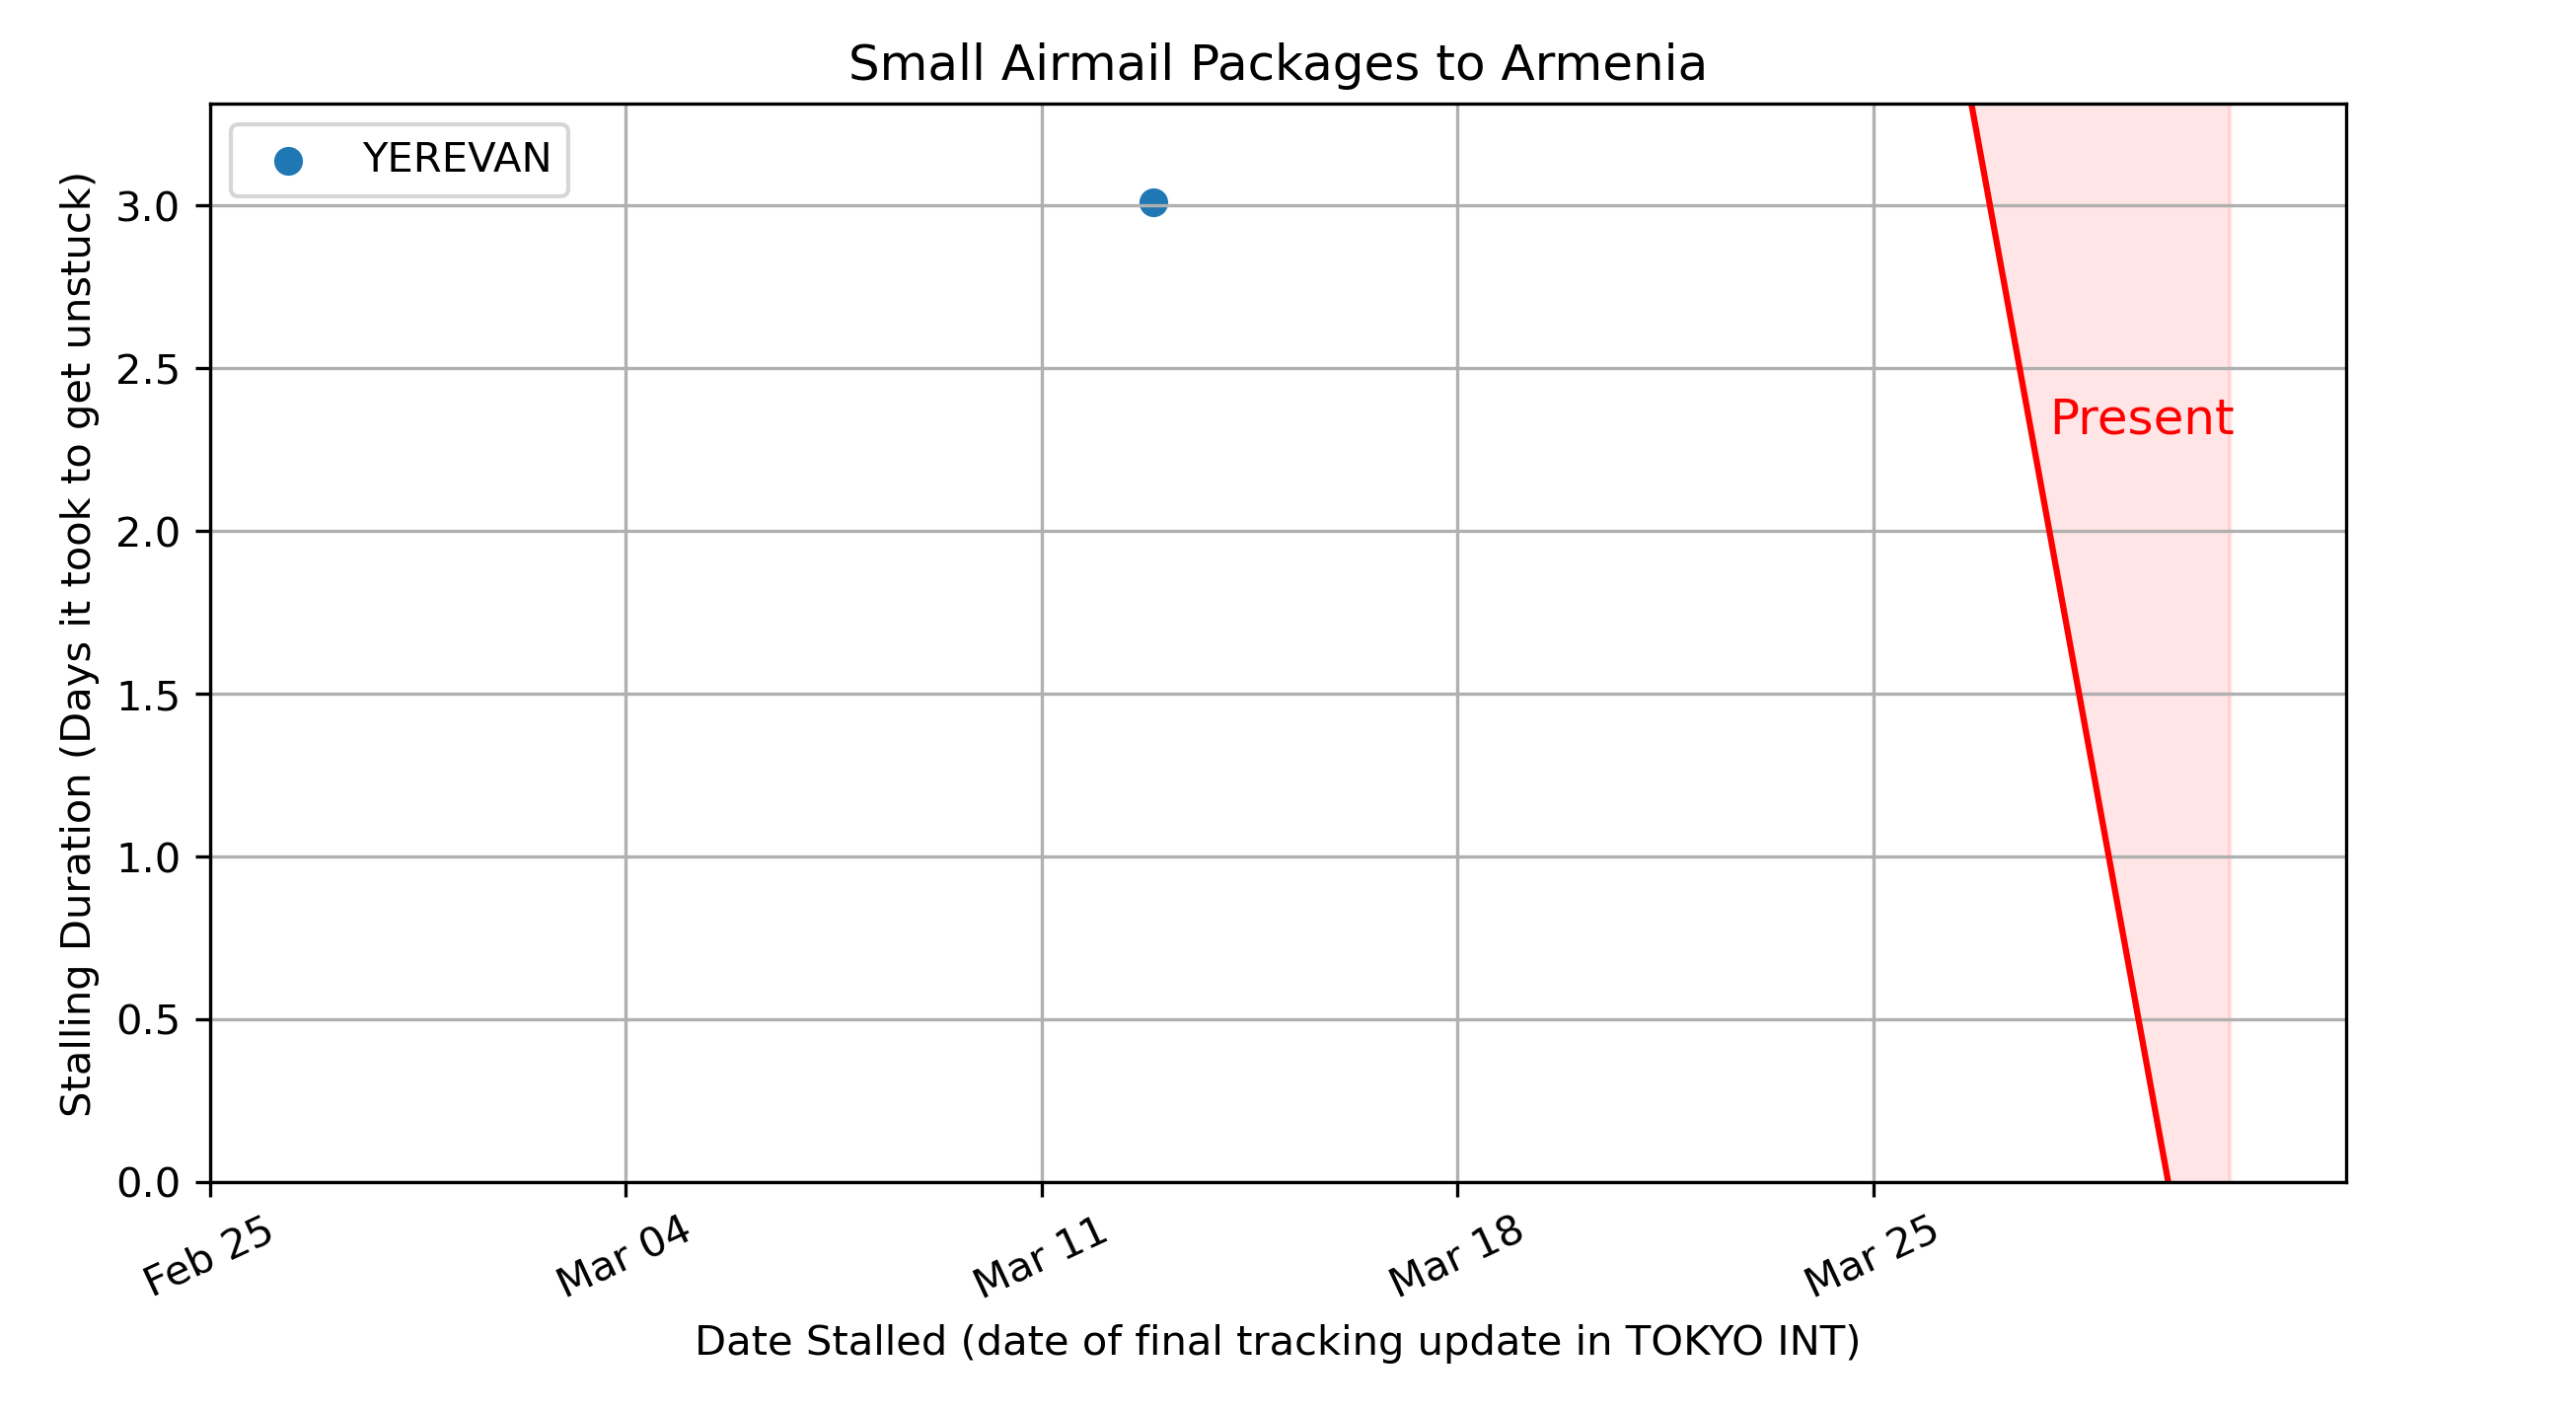 Small Airmail Packages to Armenia
YEREVAN
Stalling Duration (Days it took to get unstuck)
3.0
2.5
2.0
1.5
1.0
0.5
0.0
Present
Feb 25
Mar 04
Mar 11
Mar 18
Mar 25
Date Stalled (date of final tracking update in TOKYO INT)